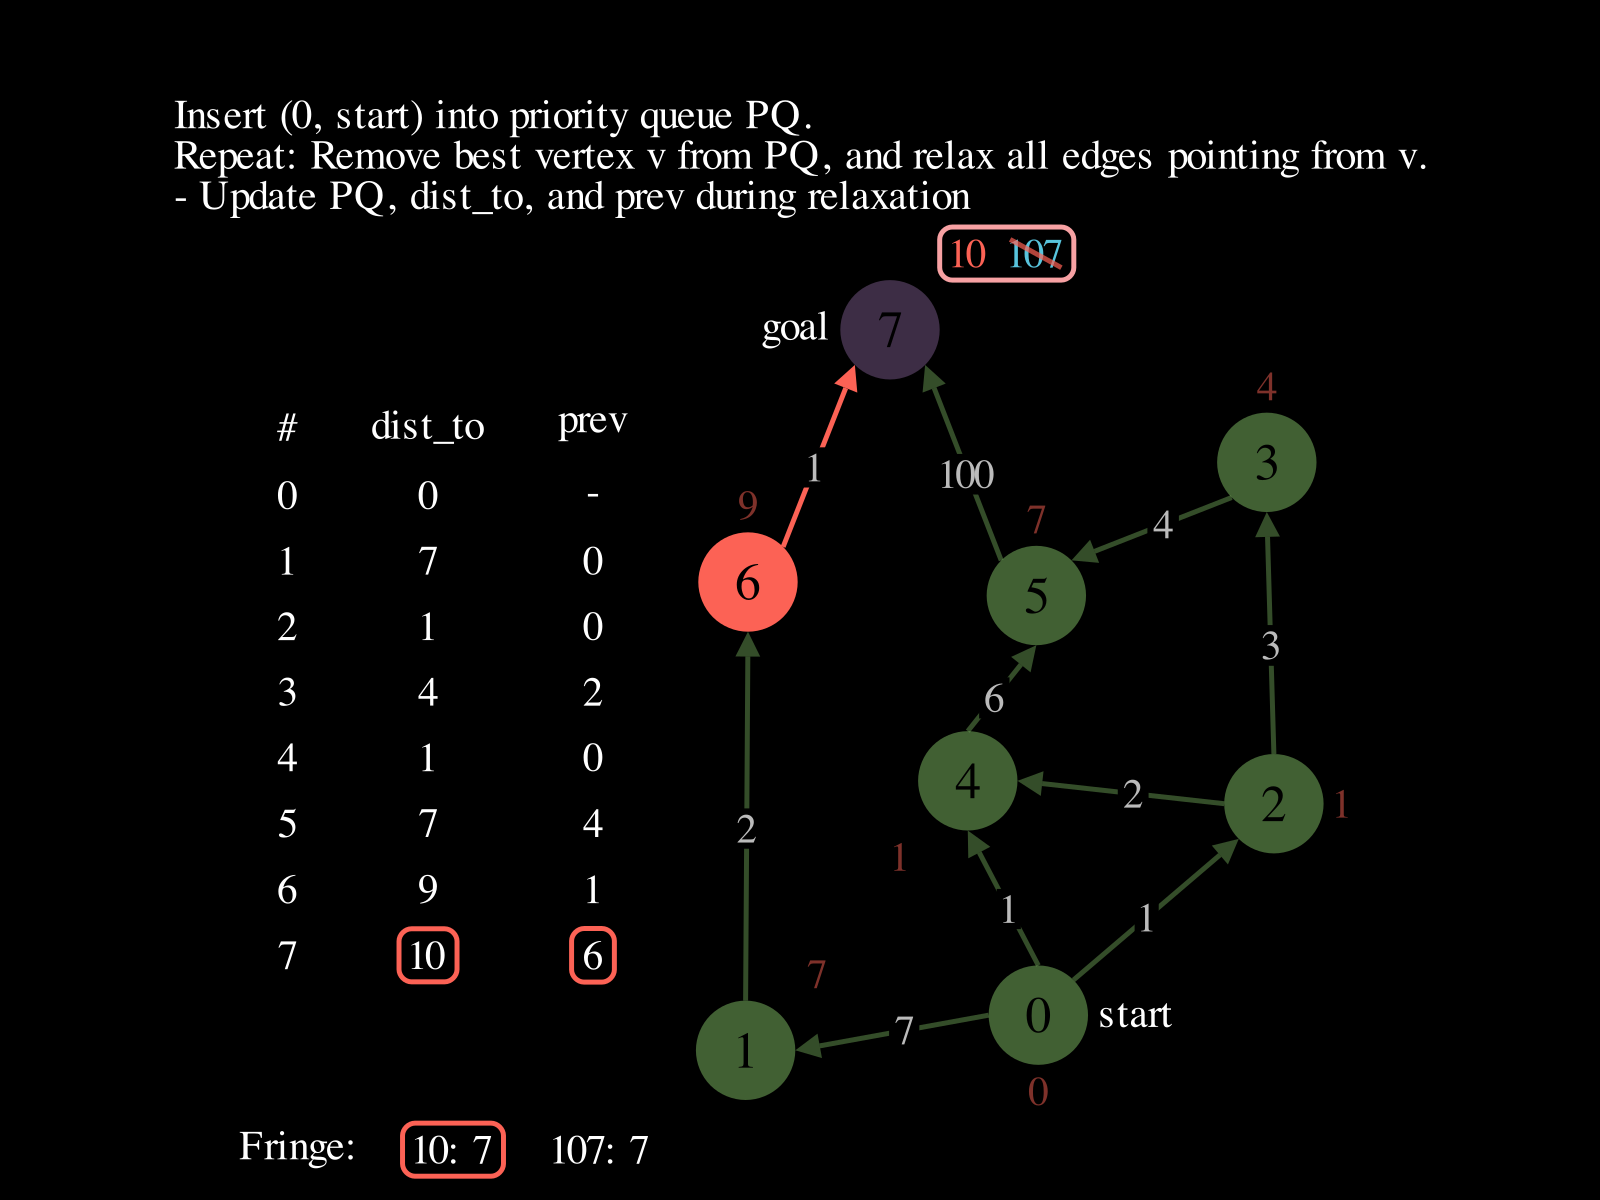 Insert (0, start) into priority queue PQ.
Repeat: Remove best vertex v from PQ, and relax all edges pointing from v.
- Update PQ, dist_to, and prev during relaxation
10 107
goal 7
4
3
# dist_to prev
0 0 -
1 7 0
2 1 0
3 4 2
4 1 0
5 7 4
6 9 1
7 10 6
1
100
9
7
4
6
5
3
6
4
2
2
1
2
1
1
1
7
7
1
0 start
0
Fringe: 10: 7 107: 7